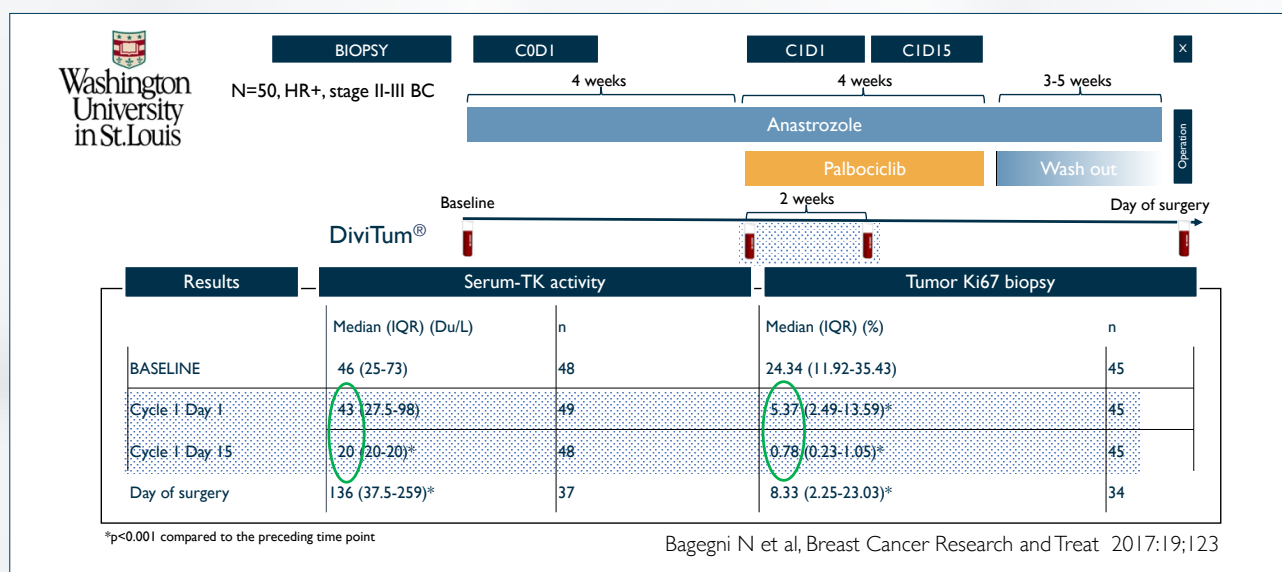 Washington
University
in St.Louis
BIOPSY
C0D1
C1D1
C1D15
X
N=50, HR+, stage II-III BC
4 weeks
4 weeks
3-5 weeks
Anastrozole
Operation
Palbociclib
Wash out
Baseline
2 weeks
Day of surgery
DiviTum®
Results
Serum-TK activity
Tumor Ki67 biopsy
Median (IQR) (Du/L) n Median (IQR) (%) n
BASELINE 46 (25-73) 48 24.34 (11.92-35.43) 45
Cycle 1 Day 1 43 (27.5-98) 49 5.37 (2.49-13.59)* 45
Cycle 1 Day 15 20 (20-20)* 48 0.78 (0.23-1.05)* 45
Day of surgery 136 (37.5-259)* 37 8.33 (2.25-23.03)* 34
*p<0.001 compared to the preceding time point
Bagegni N et al, Breast Cancer Research and Treat 2017:19;123